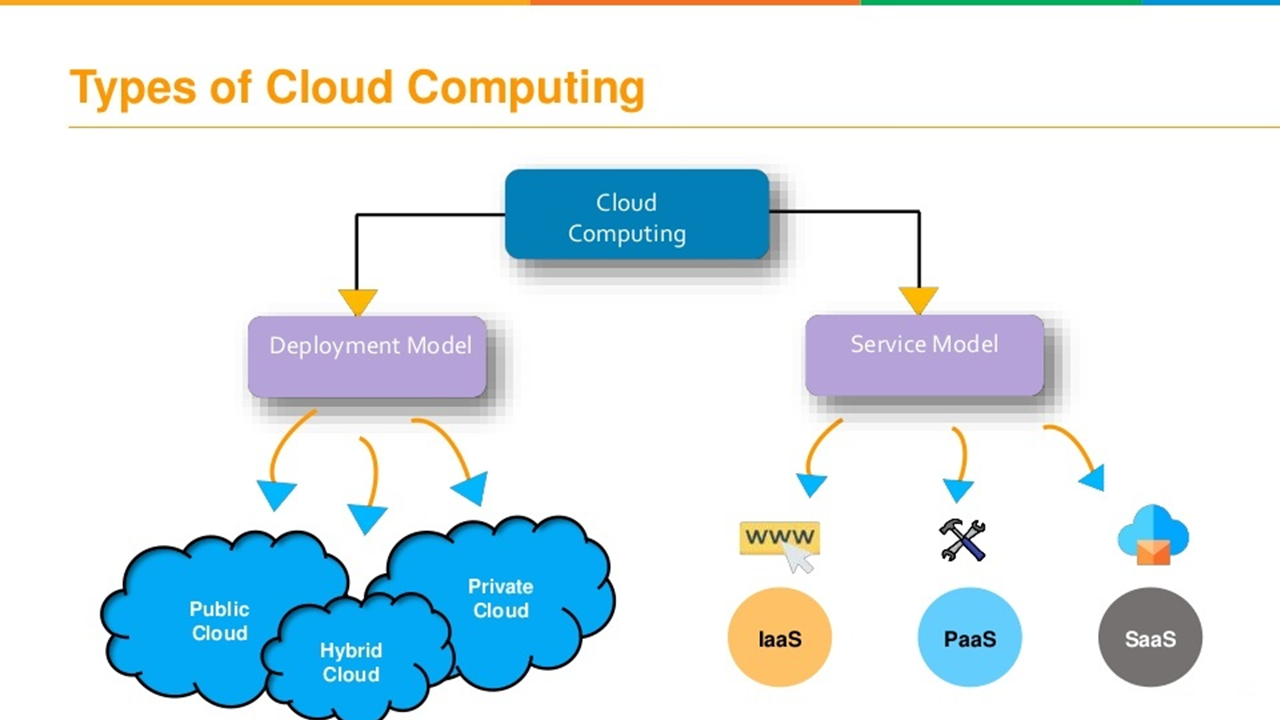 Types of Cloud Computing
Cloud
Computing
Deployment Model
Service Model
Public
Cloud
Hybrid
Cloud
Private
Cloud
WWW
IaaS
PaaS
SaaS